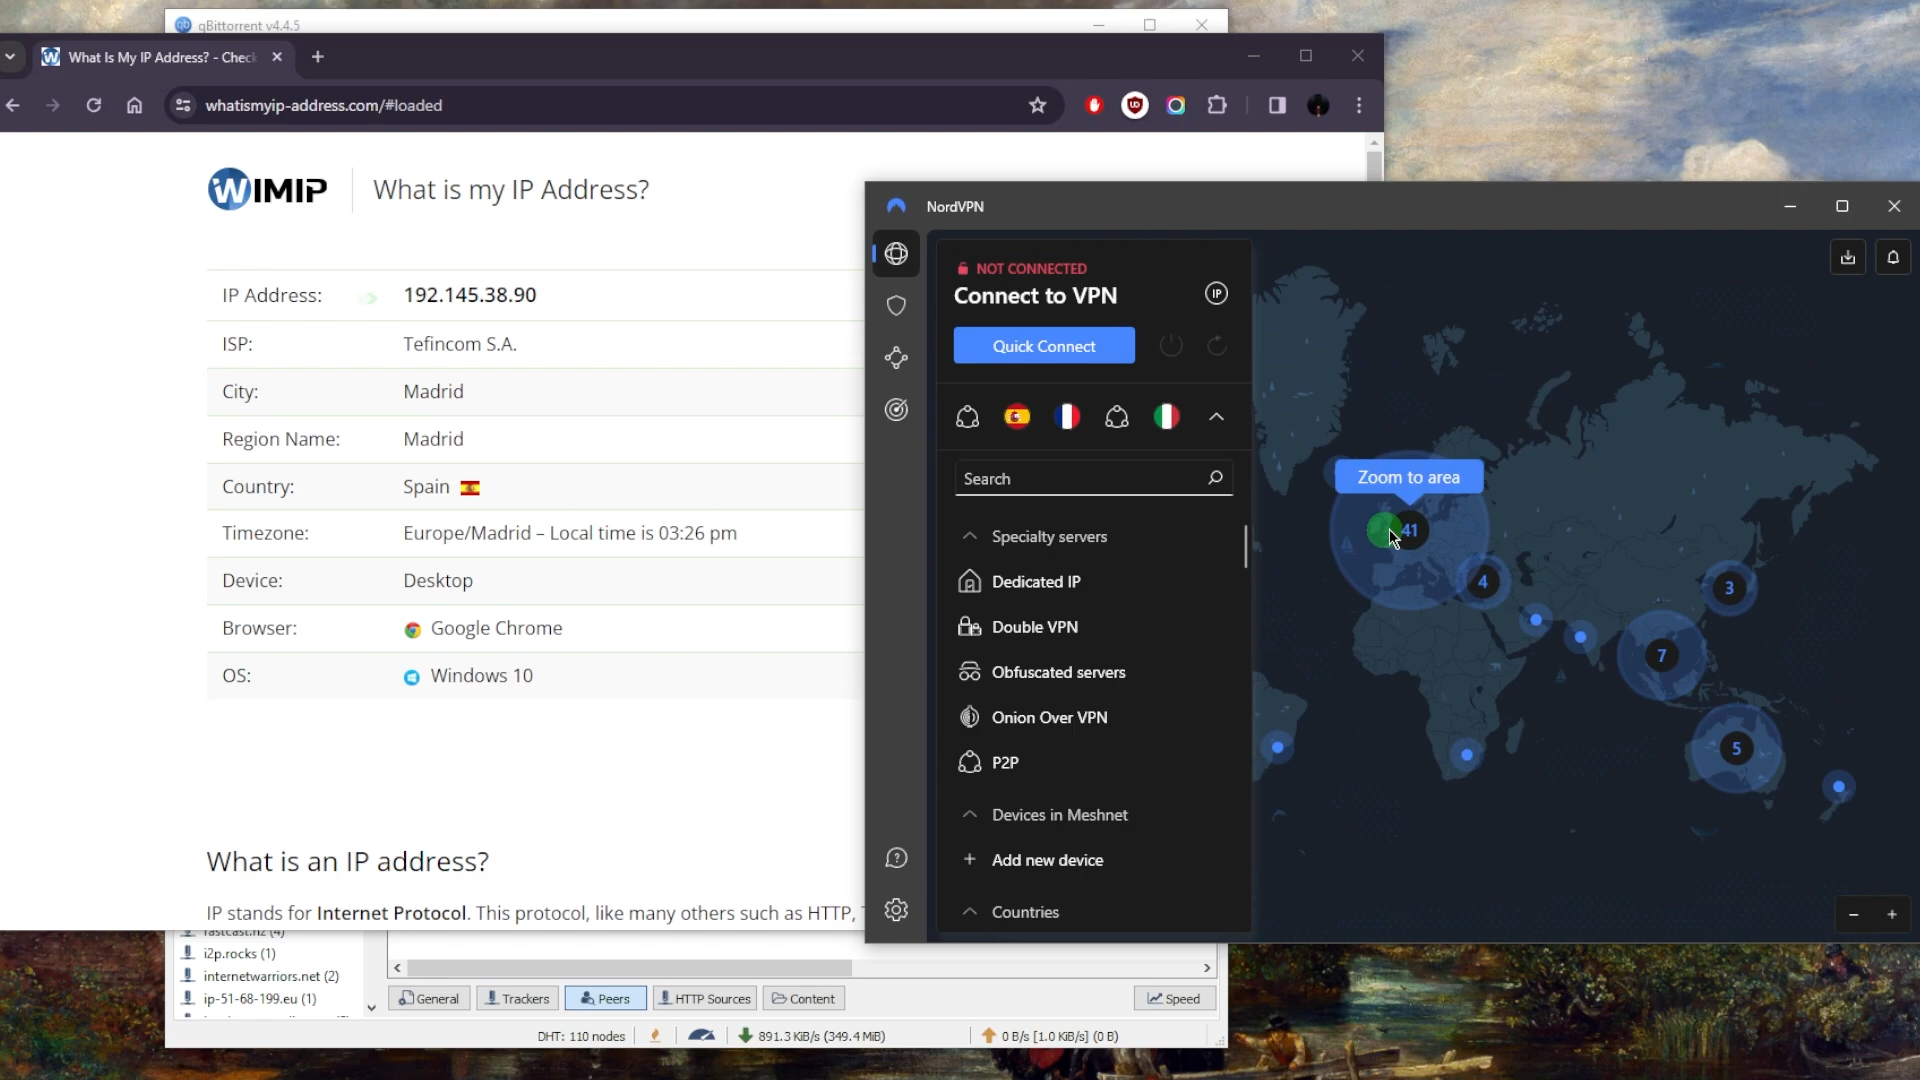 qBittorrent v4.4.5
What Is My IP Address? - Chec
whatismyip-address.com/#loaded
WIMIP
What is my IP Address?
IP Address: 192.145.38.90
ISP: Tefincom S.A.
City: Madrid
Region Name: Madrid
Country: Spain
Timezone: Europe/Madrid – Local time is 03:26 pm
Device: Desktop
Browser: Google Chrome
OS: Windows 10
What is an IP address?
IP stands for Internet Protocol. This protocol, like many others such as HTTP,
NordVPN
NOT CONNECTED
Connect to VPN
IP
Quick Connect
Search
Specialty servers
Dedicated IP
Double VPN
Obfuscated servers
Onion Over VPN
P2P
Devices in Meshnet
+ Add new device
Countries
Zoom to area
41
4
3
7
5
i2p.rocks (1)
internetwarriors.net (2)
ip-51-68-199.eu (1)
General
Trackers
Peers
HTTP Sources
Content
Speed
DHT: 110 nodes
891.3 KiB/s (349.4 MiB)
0 B/s [1.0 KiB/s] (0 B)